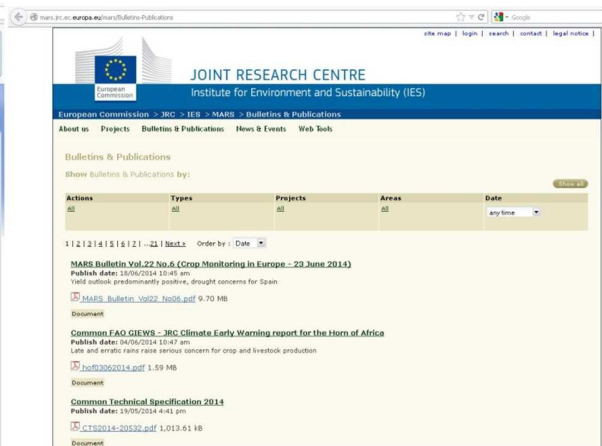 mars.jrc.ec.europa.eu/mars/Bulletins-Publications
Google
site map | login | search | contact | legal notice |
European
Commission
JOINT RESEARCH CENTRE
Institute for Environment and Sustainability (IES)
European Commission > JRC > IES > MARS > Bulletins & Publications
About us Projects Bulletins & Publications News & Events Web Tools
Bulletins & Publications
Show Bulletins & Publications by:
Show all
Actions Types Projects Areas Date
All All All All any time
1 | 2 | 3 | 4 | 5 | 6 | 7 | ...21 | Next > Order by : Date
MARS Bulletin Vol.22 No.6 (Crop Monitoring in Europe - 23 June 2014)
Publish date: 18/06/2014 10:45 am
Yield outlook predominantly positive, drought concerns for Spain
MARS_Bulletin_Vol22_No06.pdf 9.70 MB
Document
Common FAO GIEWS - JRC Climate Early Warning report for the Horn of Africa
Publish date: 04/06/2014 10:47 am
Late and erratic rains raise serious concern for crop and livestock production
hof03062014.pdf 1.59 MB
Document
Common Technical Specification 2014
Publish date: 19/05/2014 4:41 pm
CTS2014-20532.pdf 1,013.61 kB
Document